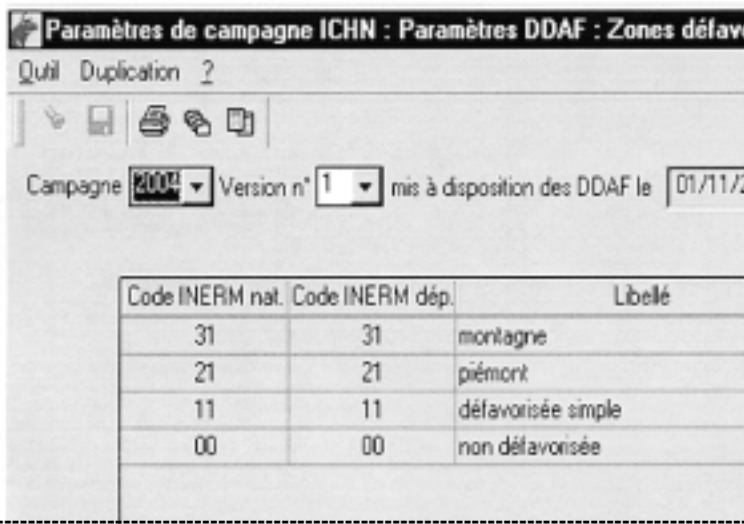 Paramètres de campagne ICHN : Paramètres DDAF : Zones défav
Outil Duplication ?
Campagne 2004 Version n° 1 mis à disposition des DDAF le 01/11/2
Code INERM nat. Code INERM dép. Libellé
31 31 montagne
21 21 piémont
11 11 défavorisée simple
00 00 non défavorisée